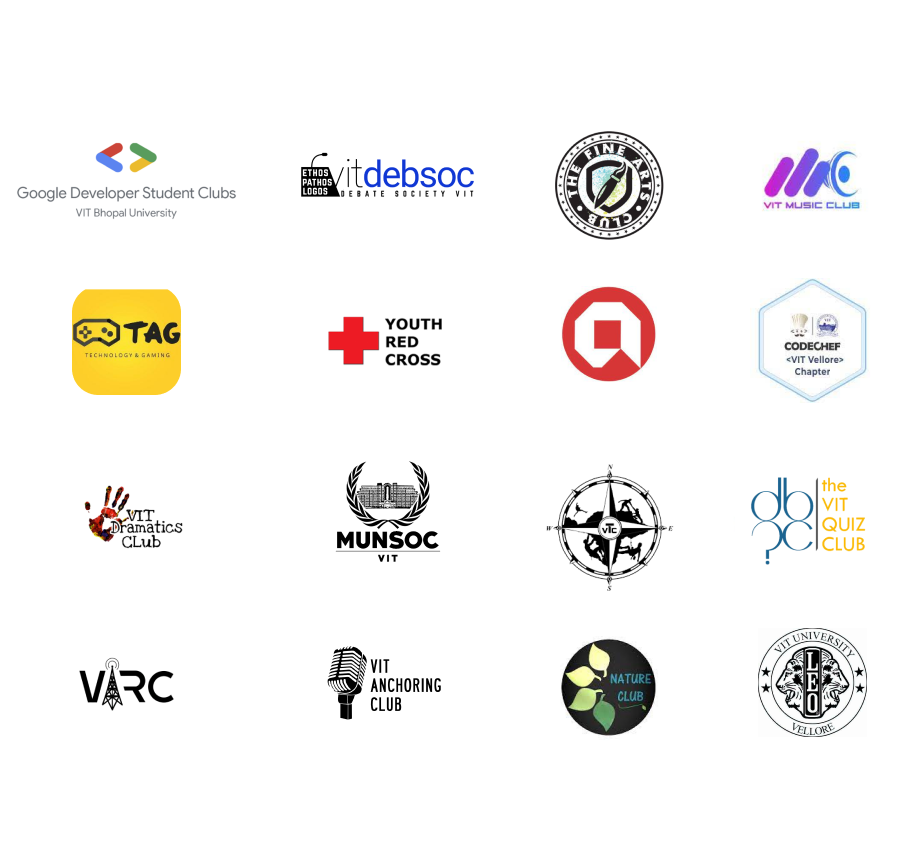 Google Developer Student Clubs
VIT Bhopal University
ETHOS
PATHOS
LOGOS
vitdebsoc
DEBATE SOCIETY VIT
THE FINE ARTS
CLUB
VIT MUSIC CLUB
TAG
TECHNOLOGY & GAMING
YOUTH
RED
CROSS
CODECHEF
<VIT Vellore>
Chapter
VIT
Dramatics
CLub
MUNSOC
VIT
N
W
VTC
E
S
dbqc
the
VIT
QUIZ
CLUB
VARC
VIT
ANCHORING
CLUB
NATURE
CLUB
VIT UNIVERSITY
LEO
VELLORE